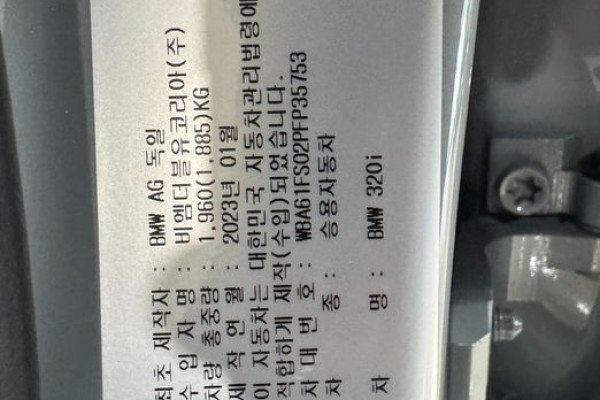 최초 제작자 : BMW AG 독일
수 입 자 명 : 비엠더블유코리아(주)
차량 총중량 : 1,960(1,885)KG
제 작 연 월 : 2023년 01월
이 자동차는 대한민국 자동차관리법령에
적합하게 제작(수입)되었습니다.
차 대 번 호 : WBA61FS02PFP35753
차 종 : 승용자동차
차 명 : BMW 320i